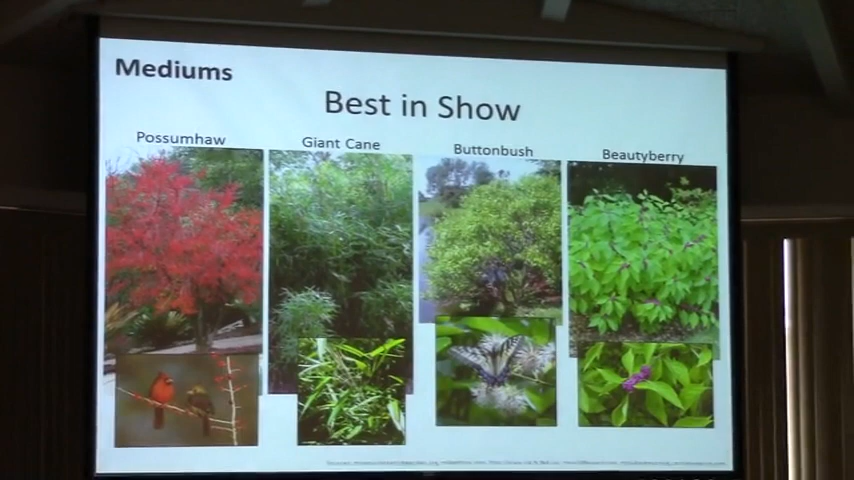 Mediums
Best in Show
Possumhaw
Giant Cane
Buttonbush
Beautyberry